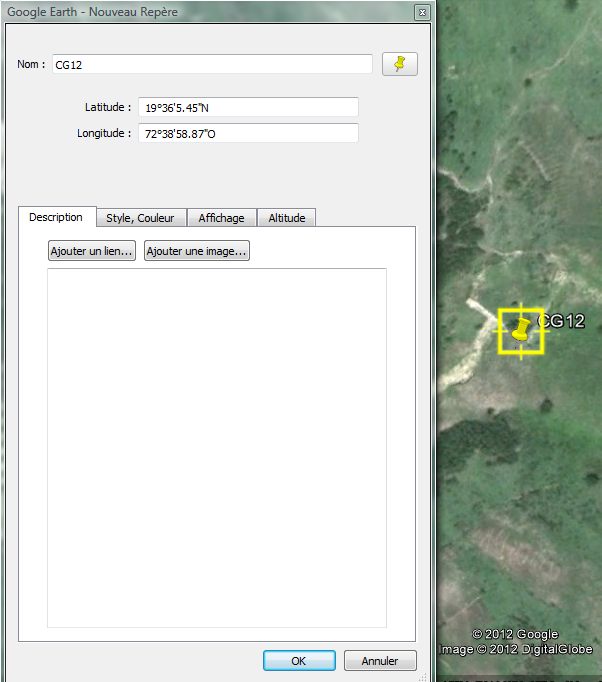 Google Earth - Nouveau Repère
Nom :
CG12
Latitude :
19°36'5.45"N
Longitude :
72°38'58.87"O
Description
Style, Couleur
Affichage
Altitude
Ajouter un lien...
Ajouter une image...
OK
Annuler
CG12
© 2012 Google
Image © 2012 DigitalGlobe